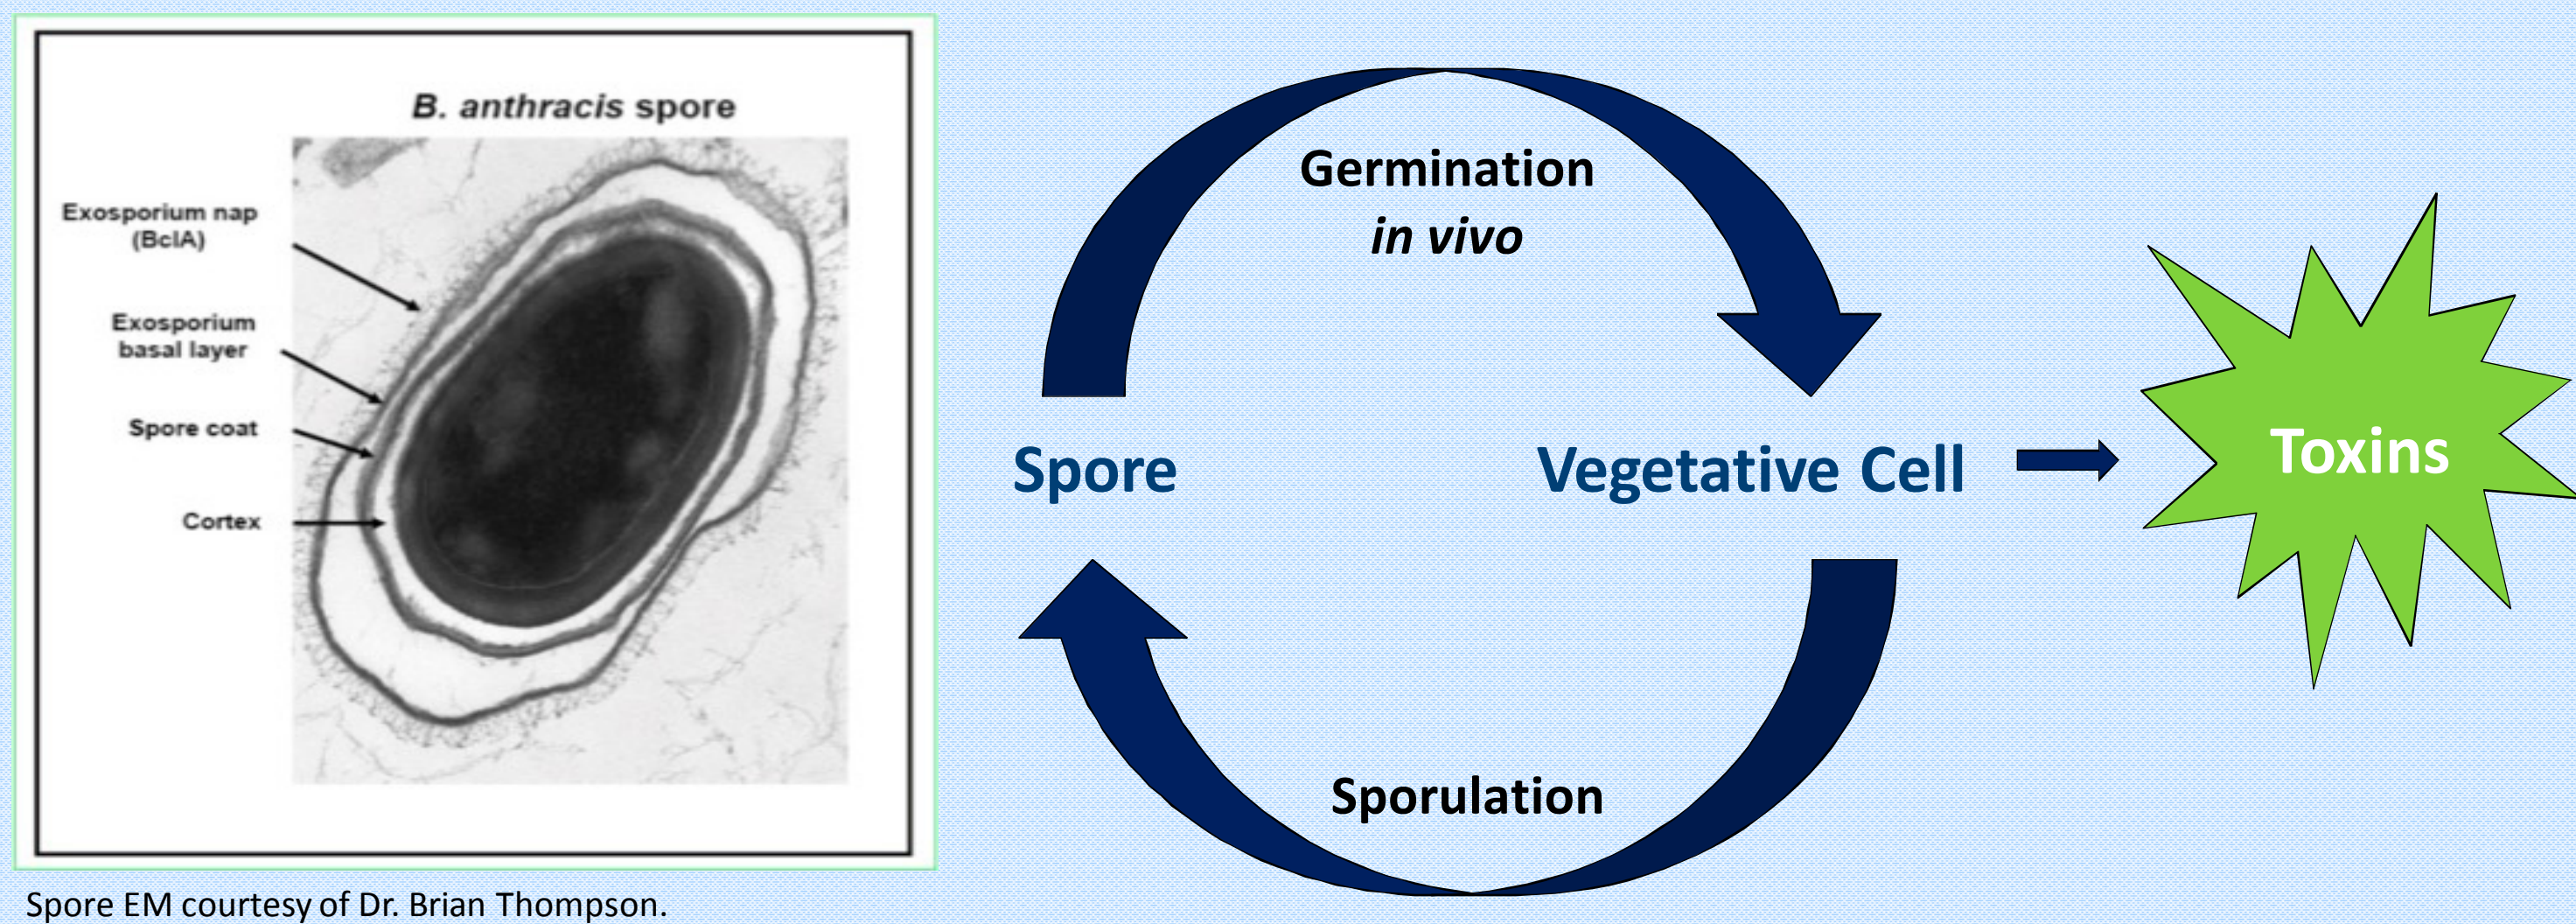 B. anthracis spore
Exosporium nap
(BclA)
Exosporium
basal layer
Spore coat
Cortex
Spore EM courtesy of Dr. Brian Thompson.
Germination
in vivo
Spore
Vegetative Cell
Toxins
Sporulation